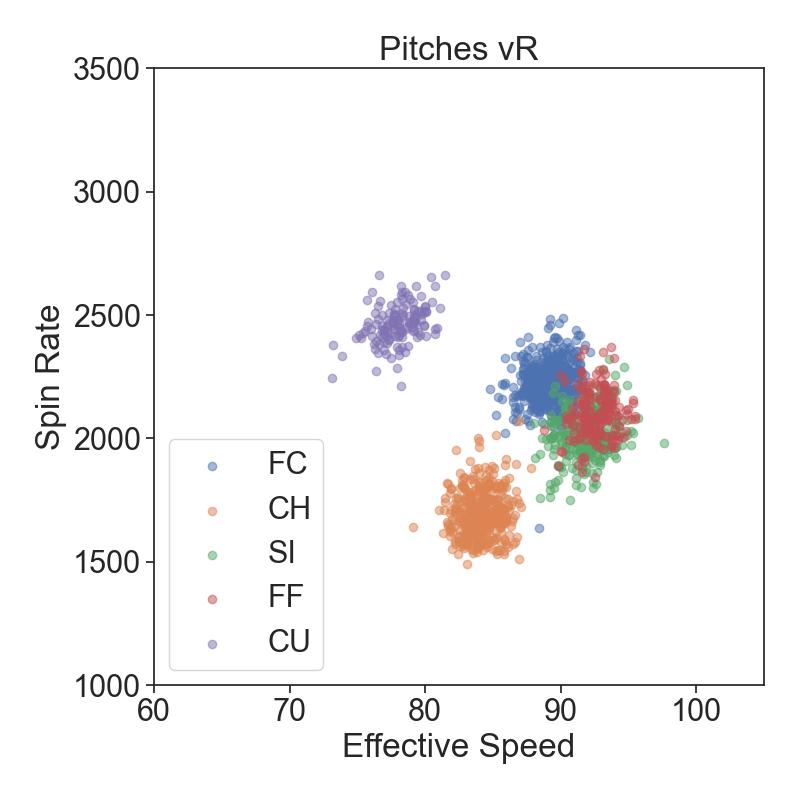 Pitches vR
3500
3000
2500
2000
1500
1000
Spin Rate
FC
CH
SI
FF
CU
60 70 80 90 100
Effective Speed